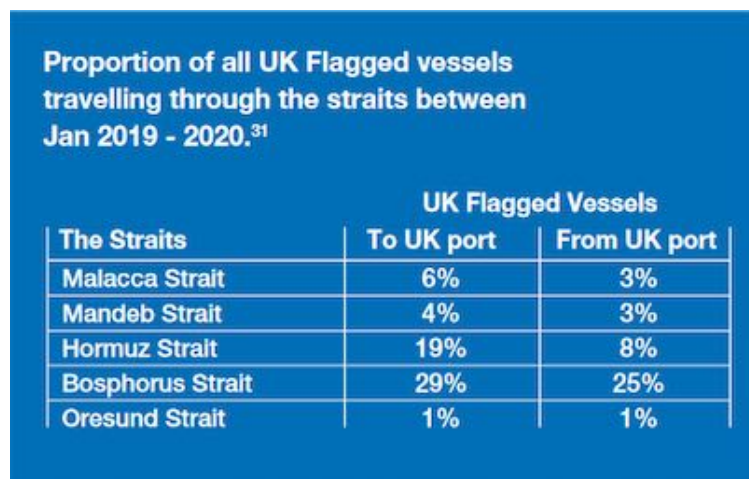 Proportion of all UK Flagged vessels
travelling through the straits between
Jan 2019 - 2020.³¹
UK Flagged Vessels
The Straits To UK port From UK port
Malacca Strait 6% 3%
Mandeb Strait 4% 3%
Hormuz Strait 19% 8%
Bosphorus Strait 29% 25%
Oresund Strait 1% 1%